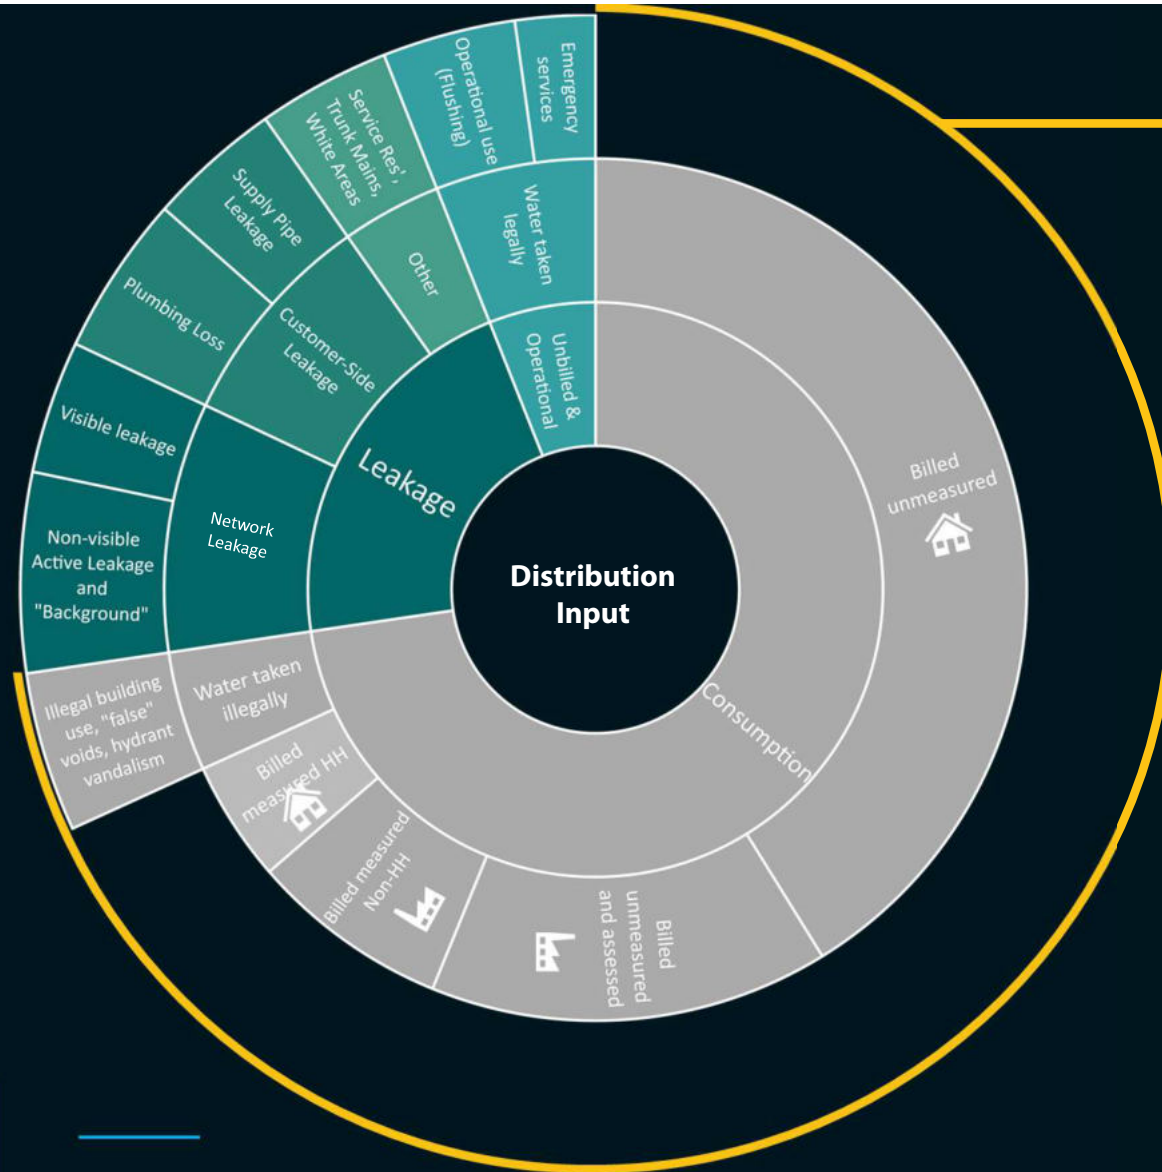 Distribution
Input
Unbilled &
Operational
Water taken
legally
Emergency
services
Operational use
(Flushing)
Leakage
Other
Service Res',
Trunk Mains,
White Areas
Customer-Side
Leakage
Supply Pipe
Leakage
Plumbing Loss
Network
Leakage
Visible leakage
Non-visible
Active Leakage
and
"Background"
Consumption
Water taken
illegally
Illegal building
use, "false"
voids, hydrant
vandalism
Billed
measured HH
Billed measured
Non-HH
Billed
unmeasured
and assessed
Billed
unmeasured